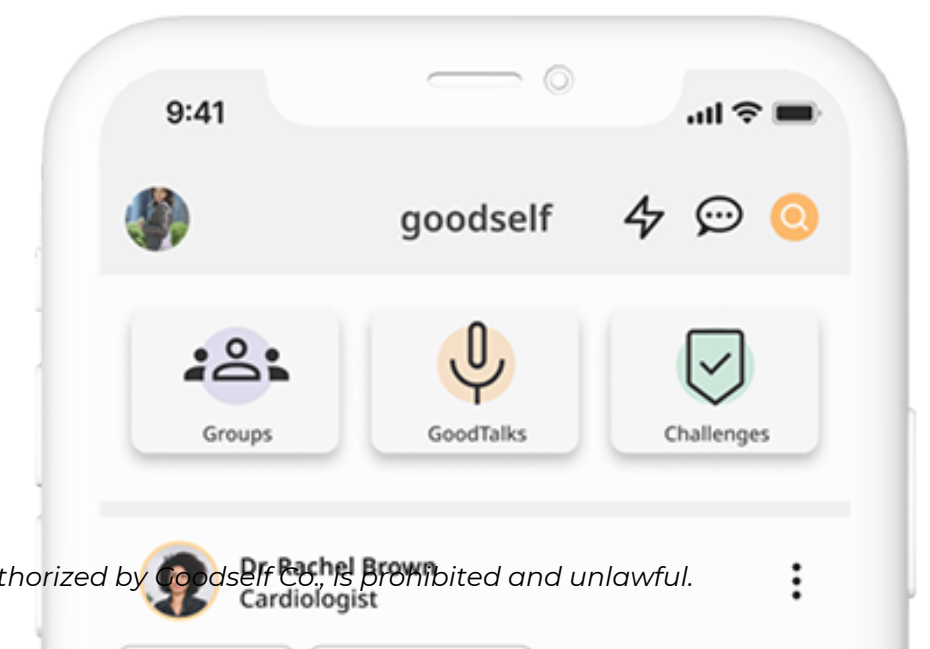 9:41
goodself
Groups GoodTalks Challenges
Dr Rachel Brown
thorized by Goodself Co., is prohibited and unlawful.
Cardiologist